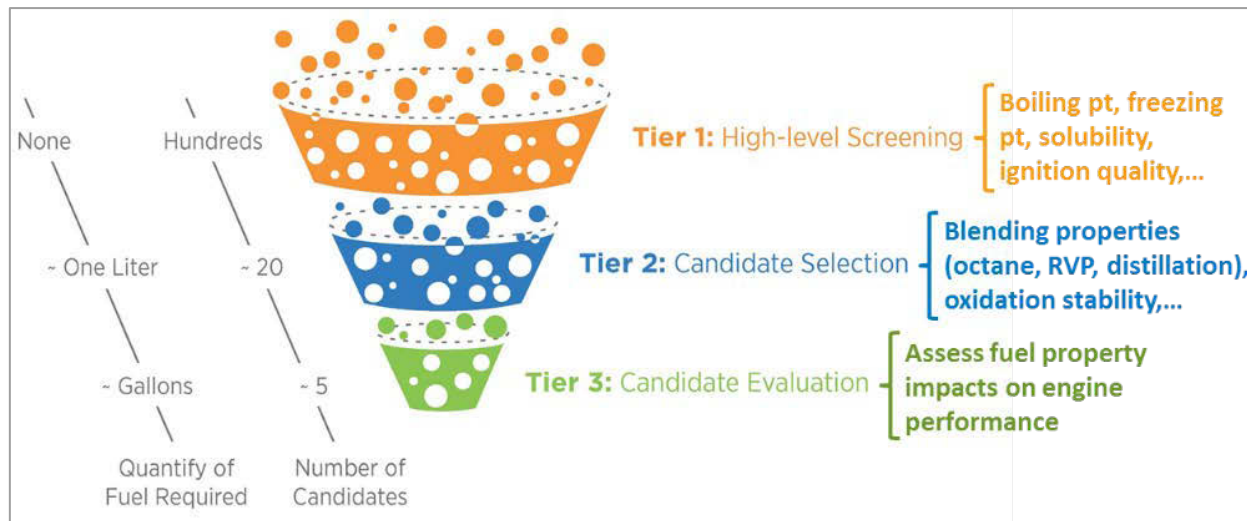 None
Hundreds
Tier 1: High-level Screening
Boiling pt, freezing
pt, solubility,
ignition quality,...
~ One Liter
~ 20
Tier 2: Candidate Selection
Blending properties
(octane, RVP, distillation),
oxidation stability,...
~ Gallons
~ 5
Tier 3: Candidate Evaluation
Assess fuel property
impacts on engine
performance
Quantify of
Fuel Required
Number of
Candidates